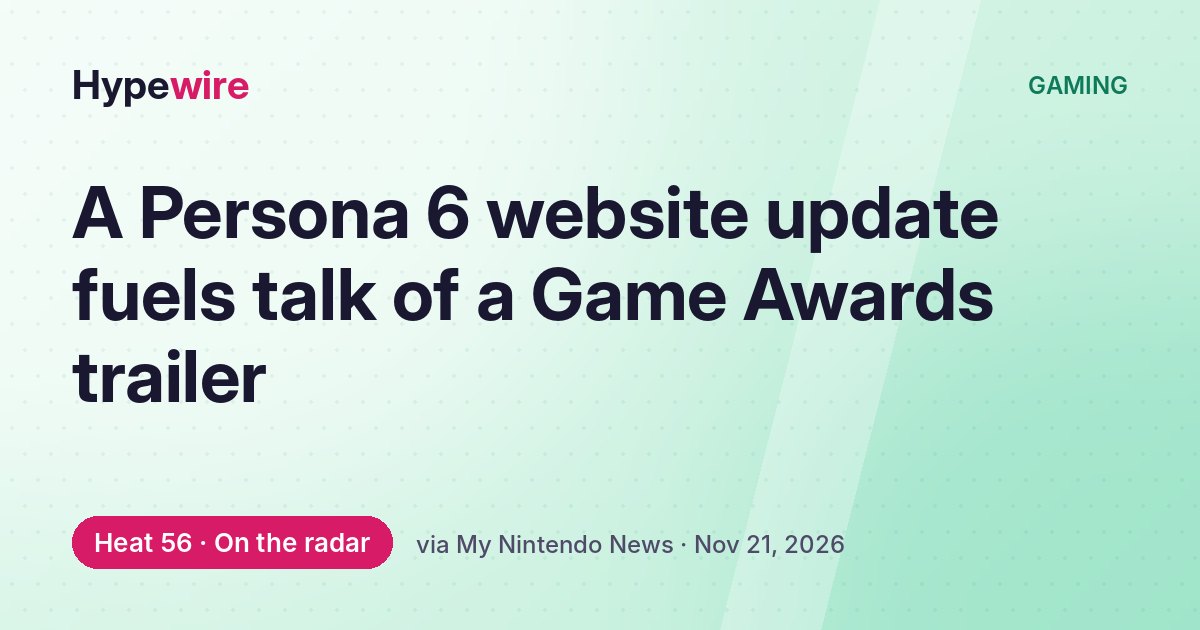 Hypewire
GAMING
A Persona 6 website update
fuels talk of a Game Awards
trailer
Heat 56 · On the radar
via My Nintendo News · Nov 21, 2026